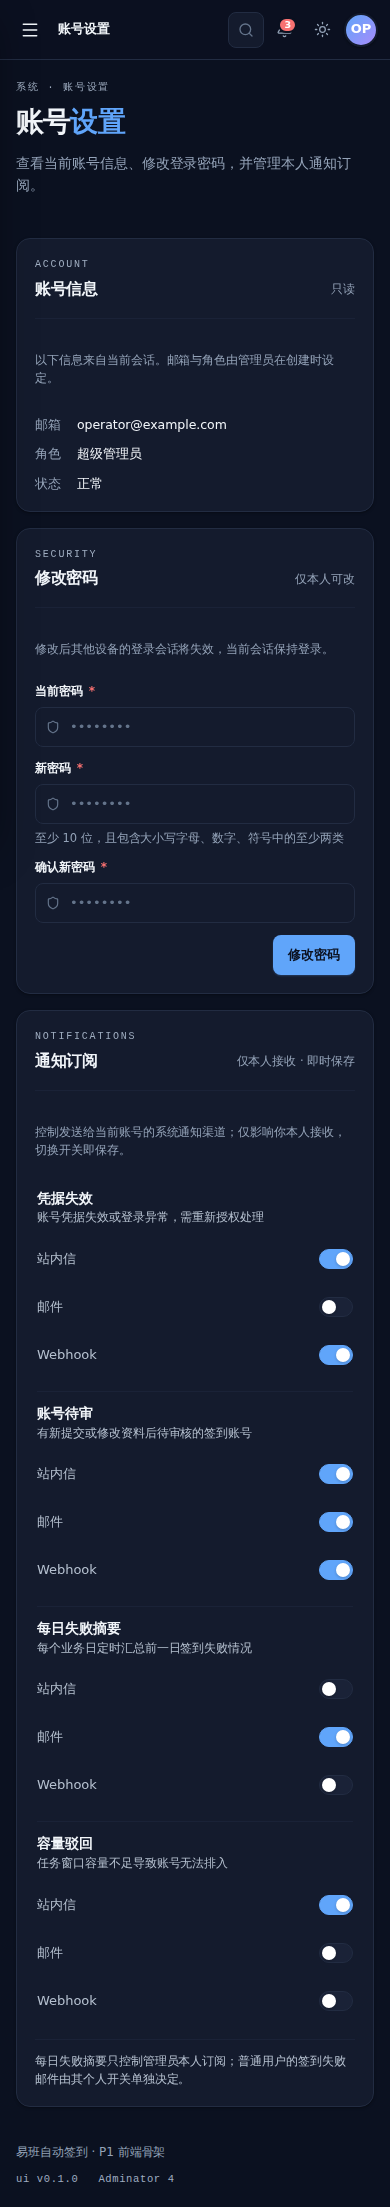 账号设置
3
OP
系统 · 账号设置
账号设置
查看当前账号信息、修改登录密码，并管理本人通知订
阅。
ACCOUNT
账号信息
只读
以下信息来自当前会话。邮箱与角色由管理员在创建时设
定。
邮箱 operator@example.com
角色 超级管理员
状态 正常
SECURITY
修改密码
仅本人可改
修改后其他设备的登录会话将失效，当前会话保持登录。
当前密码 *
••••••••
新密码 *
••••••••
至少 10 位，且包含大小写字母、数字、符号中的至少两类
确认新密码 *
••••••••
修改密码
NOTIFICATIONS
通知订阅
仅本人接收 · 即时保存
控制发送给当前账号的系统通知渠道；仅影响你本人接收，
切换开关即保存。
凭据失效
账号凭据失效或登录异常，需重新授权处理
站内信
邮件
Webhook
账号待审
有新提交或修改资料后待审核的签到账号
站内信
邮件
Webhook
每日失败摘要
每个业务日定时汇总前一日签到失败情况
站内信
邮件
Webhook
容量驳回
任务窗口容量不足导致账号无法排入
站内信
邮件
Webhook
每日失败摘要只控制管理员本人订阅；普通用户的签到失败
邮件由其个人开关单独决定。
易班自动签到 · P1 前端骨架
ui v0.1.0 Adminator 4